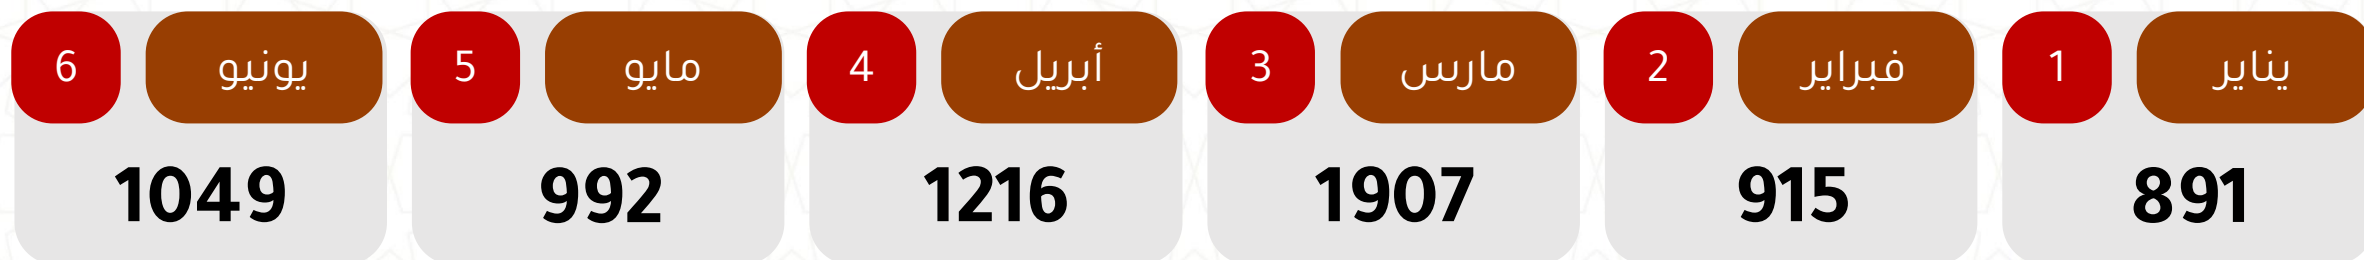 يناير 1 فبراير 2 مارس 3 أبريل 4 مايو 5 يونيو 6
891 915 1907 1216 992 1049